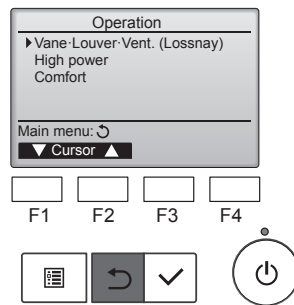 Operation
Vane·Louver·Vent. (Lossnay)
High power
Comfort
Main menu:
Cursor
F1 F2 F3 F4